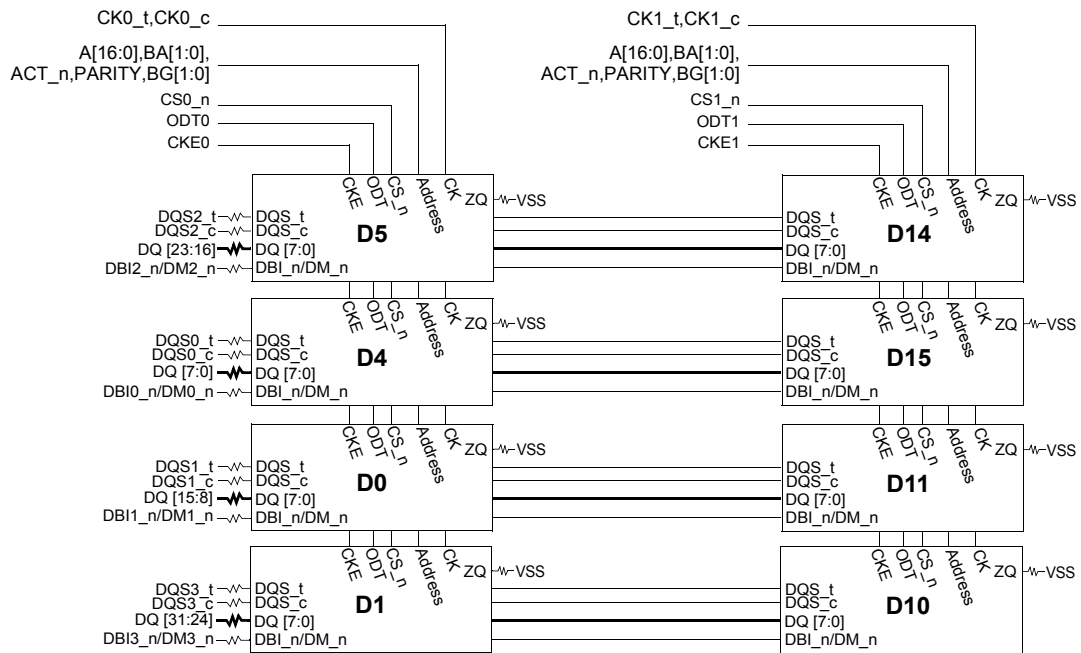 CK0_t,CK0_c
CK1_t,CK1_c
A[16:0],BA[1:0],
ACT_n,PARITY,BG[1:0]
A[16:0],BA[1:0],
ACT_n,PARITY,BG[1:0]
CS0_n
CS1_n
ODT0
ODT1
CKE0
CKE1
CKE ODT CS_n Address CK ZQ VSS
DQS2_t DQS_t
DQS2_c DQS_c
D5
DQ [23:16] DQ [7:0]
DBI2_n/DM2_n DBI_n/DM_n
CKE ODT CS_n Address CK ZQ VSS
DQS_t
DQS_c
D14
DQ [7:0]
DBI_n/DM_n
CKE ODT CS_n Address CK ZQ VSS
DQS0_t DQS_t
DQS0_c DQS_c
D4
DQ [7:0] DQ [7:0]
DBI0_n/DM0_n DBI_n/DM_n
CKE ODT CS_n Address CK ZQ VSS
DQS_t
DQS_c
D15
DQ [7:0]
DBI_n/DM_n
CKE ODT CS_n Address CK ZQ VSS
DQS1_t DQS_t
DQS1_c DQS_c
D0
DQ [15:8] DQ [7:0]
DBI1_n/DM1_n DBI_n/DM_n
CKE ODT CS_n Address CK ZQ VSS
DQS_t
DQS_c
D11
DQ [7:0]
DBI_n/DM_n
CKE ODT CS_n Address CK ZQ VSS
DQS3_t DQS_t
DQS3_c DQS_c
D1
DQ [31:24] DQ [7:0]
DBI3_n/DM3_n DBI_n/DM_n
CKE ODT CS_n Address CK ZQ VSS
DQS_t
DQS_c
D10
DQ [7:0]
DBI_n/DM_n